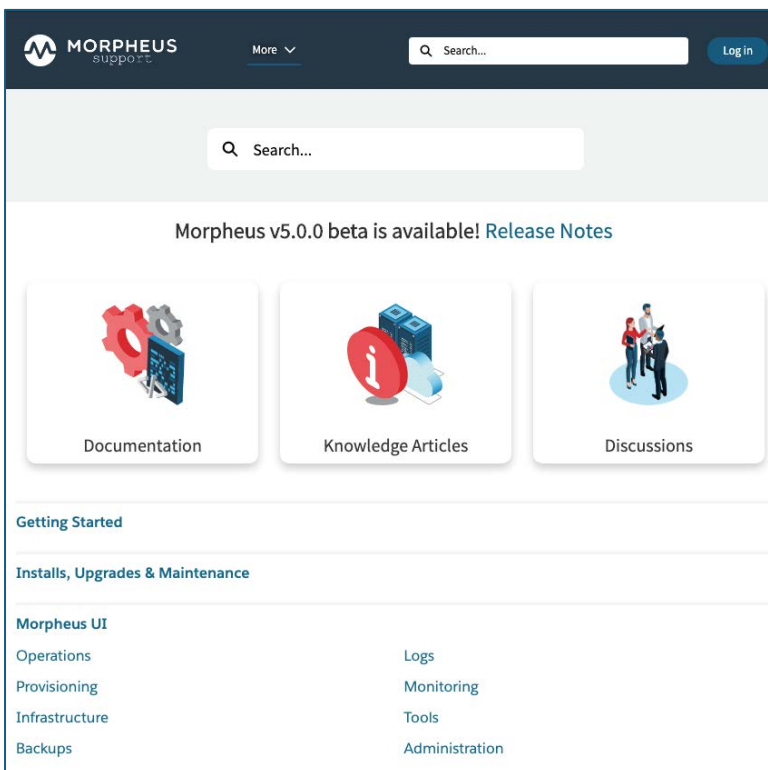 MORPHEUS
support
More
Search...
Log in
Search...
Morpheus v5.0.0 beta is available! Release Notes
Documentation
Knowledge Articles
Discussions
Getting Started
Installs, Upgrades & Maintenance
Morpheus UI
Operations
Logs
Provisioning
Monitoring
Infrastructure
Tools
Backups
Administration